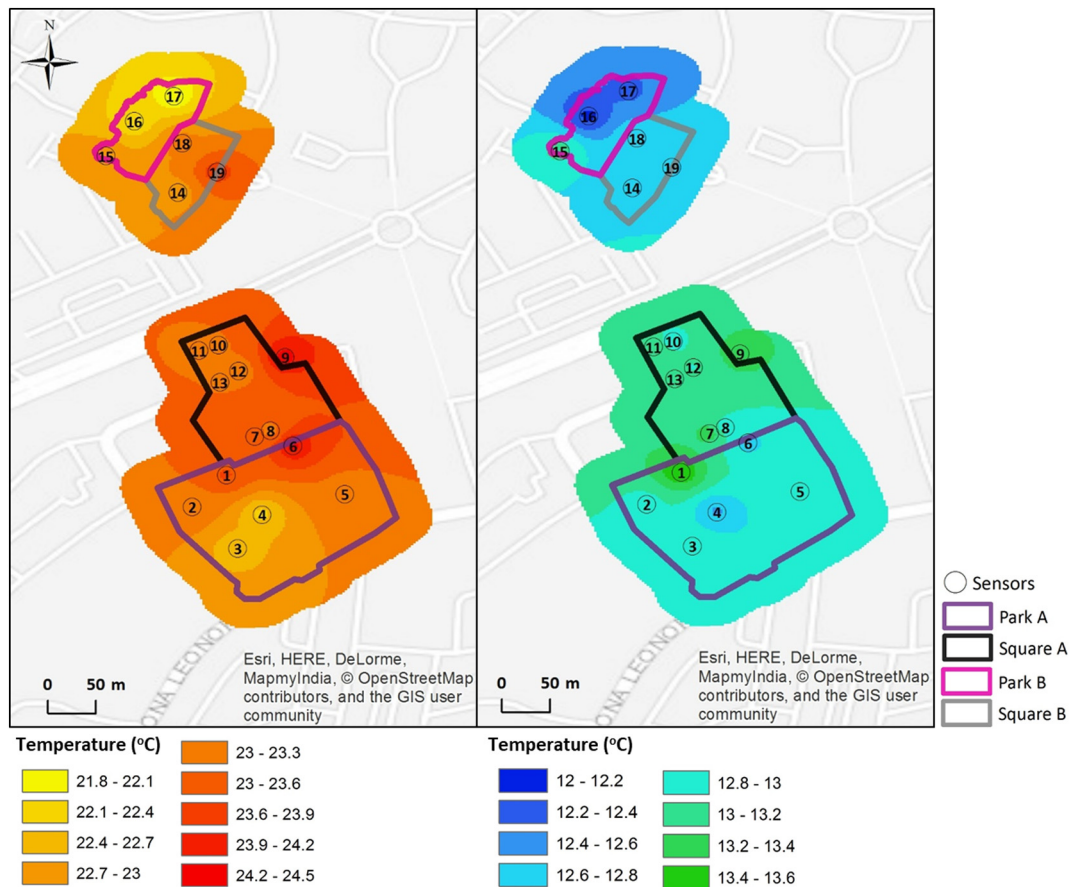 N
17
16
15
18
19
14
11
10
9
13
12
7
8
6
1
2
5
4
3
ONA LEONOR
0 50 m
Esri, HERE, DeLorme,
MapmyIndia, © OpenStreetMap
contributors, and the GIS user
community
17
16
15
18
19
14
11
10
9
13
12
7
8
6
1
2
5
4
3
ONA LEONOR
0 50 m
Esri, HERE, DeLorme,
MapmyIndia, © OpenStreetMap
contributors, and the GIS user
community
Sensors
Park A
Square A
Park B
Square B
Temperature (ºC)
21.8 - 22.1
22.1 - 22.4
22.4 - 22.7
22.7 - 23
23 - 23.3
23 - 23.6
23.6 - 23.9
23.9 - 24.2
24.2 - 24.5
Temperature (ºC)
12 - 12.2
12.2 - 12.4
12.4 - 12.6
12.6 - 12.8
12.8 - 13
13 - 13.2
13.2 - 13.4
13.4 - 13.6